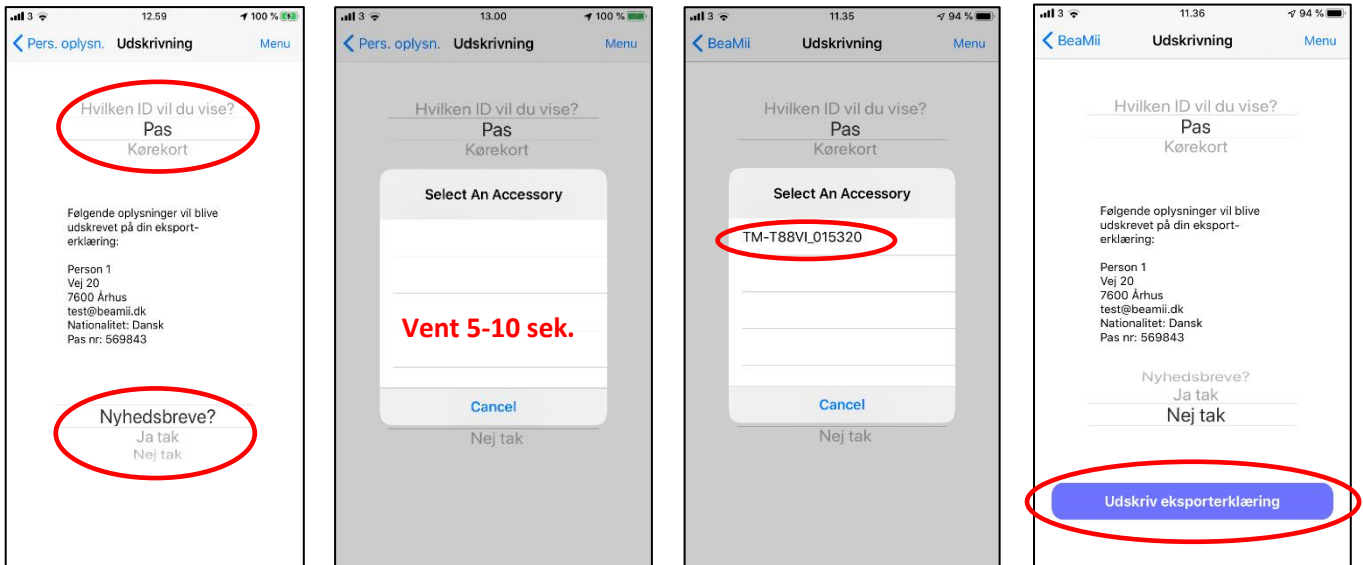 3 12.59 100 %
Pers. oplysn. Udskrivning Menu
Hvilken ID vil du vise?
Pas
Kørekort
Følgende oplysninger vil blive
udskrevet på din eksport-
erklæring:
Person 1
Vej 20
7600 Århus
test@beamii.dk
Nationalitet: Dansk
Pas nr: 569843
Nyhedsbreve?
Ja tak
Nej tak
3 13.00 100 %
Pers. oplysn. Udskrivning Menu
Hvilken ID vil du vise?
Pas
Kørekort
Select An Accessory
Vent 5-10 sek.
Cancel
Nej tak
3 11.35 94 %
BeaMii Udskrivning Menu
Hvilken ID vil du vise?
Pas
Kørekort
Select An Accessory
TM-T88VI_015320
Cancel
Nej tak
3 11.36 94 %
BeaMii Udskrivning Menu
Hvilken ID vil du vise?
Pas
Kørekort
Følgende oplysninger vil blive
udskrevet på din eksport-
erklæring:
Person 1
Vej 20
7600 Århus
test@beamii.dk
Nationalitet: Dansk
Pas nr: 569843
Nyhedsbreve?
Ja tak
Nej tak
Udskriv eksporterklæring